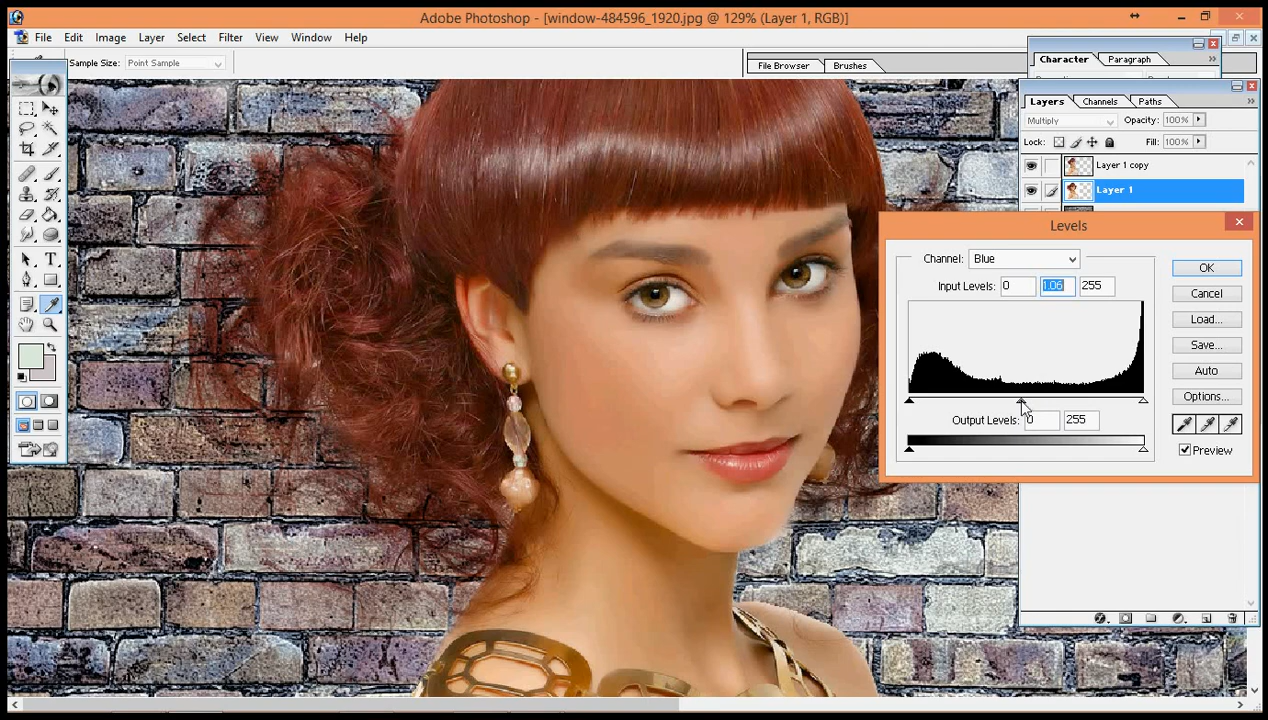 Adobe Photoshop - [window-484596_1920.jpg @ 129% (Layer 1, RGB)]
File Edit Image Layer Select Filter View Window Help
Sample Size: Point Sample
File Browser Brushes
Character Paragraph
Layers Channels Paths
Multiply Opacity: 100%
Lock: Fill: 100%
Layer 1 copy
Layer 1
Levels
Channel: Blue
Input Levels: 0 1.06 255
Output Levels: 0 255
OK
Cancel
Load...
Save...
Auto
Options...
Preview
T